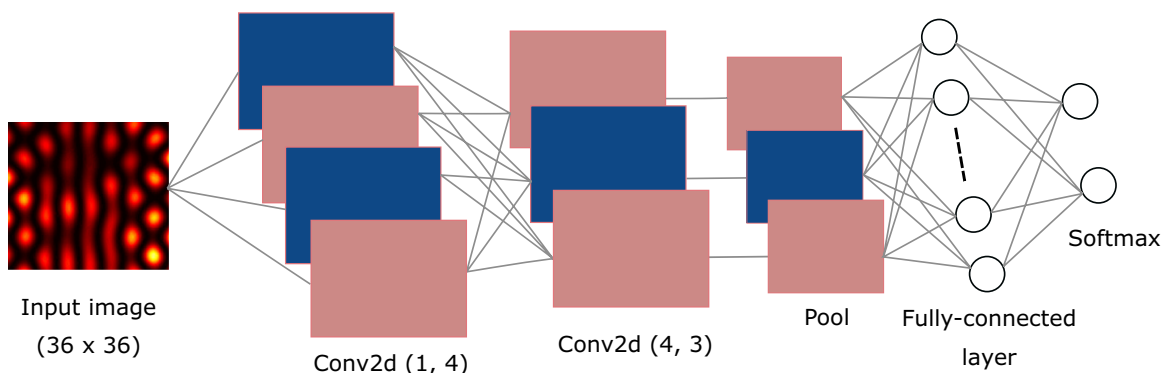 Input image
(36 x 36)
Conv2d (1, 4)
Conv2d (4, 3)
Pool
Fully-connected
layer
Softmax